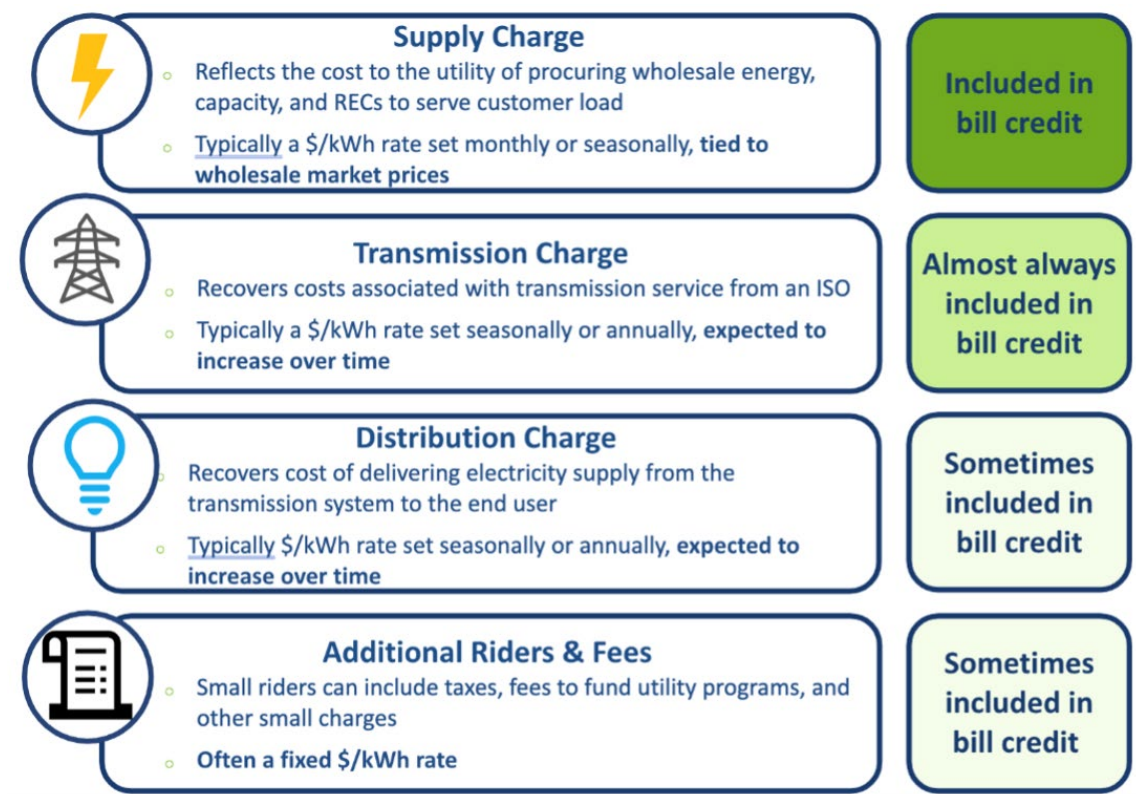 Supply Charge
Reflects the cost to the utility of procuring wholesale energy,
capacity, and RECs to serve customer load
Typically a $/kWh rate set monthly or seasonally, tied to
wholesale market prices
Included in
bill credit
Transmission Charge
Recovers costs associated with transmission service from an ISO
Typically a $/kWh rate set seasonally or annually, expected to
increase over time
Almost always
included in
bill credit
Distribution Charge
Recovers cost of delivering electricity supply from the
transmission system to the end user
Typically $/kWh rate set seasonally or annually, expected to
increase over time
Sometimes
included in
bill credit
Additional Riders & Fees
Small riders can include taxes, fees to fund utility programs, and
other small charges
Often a fixed $/kWh rate
Sometimes
included in
bill credit